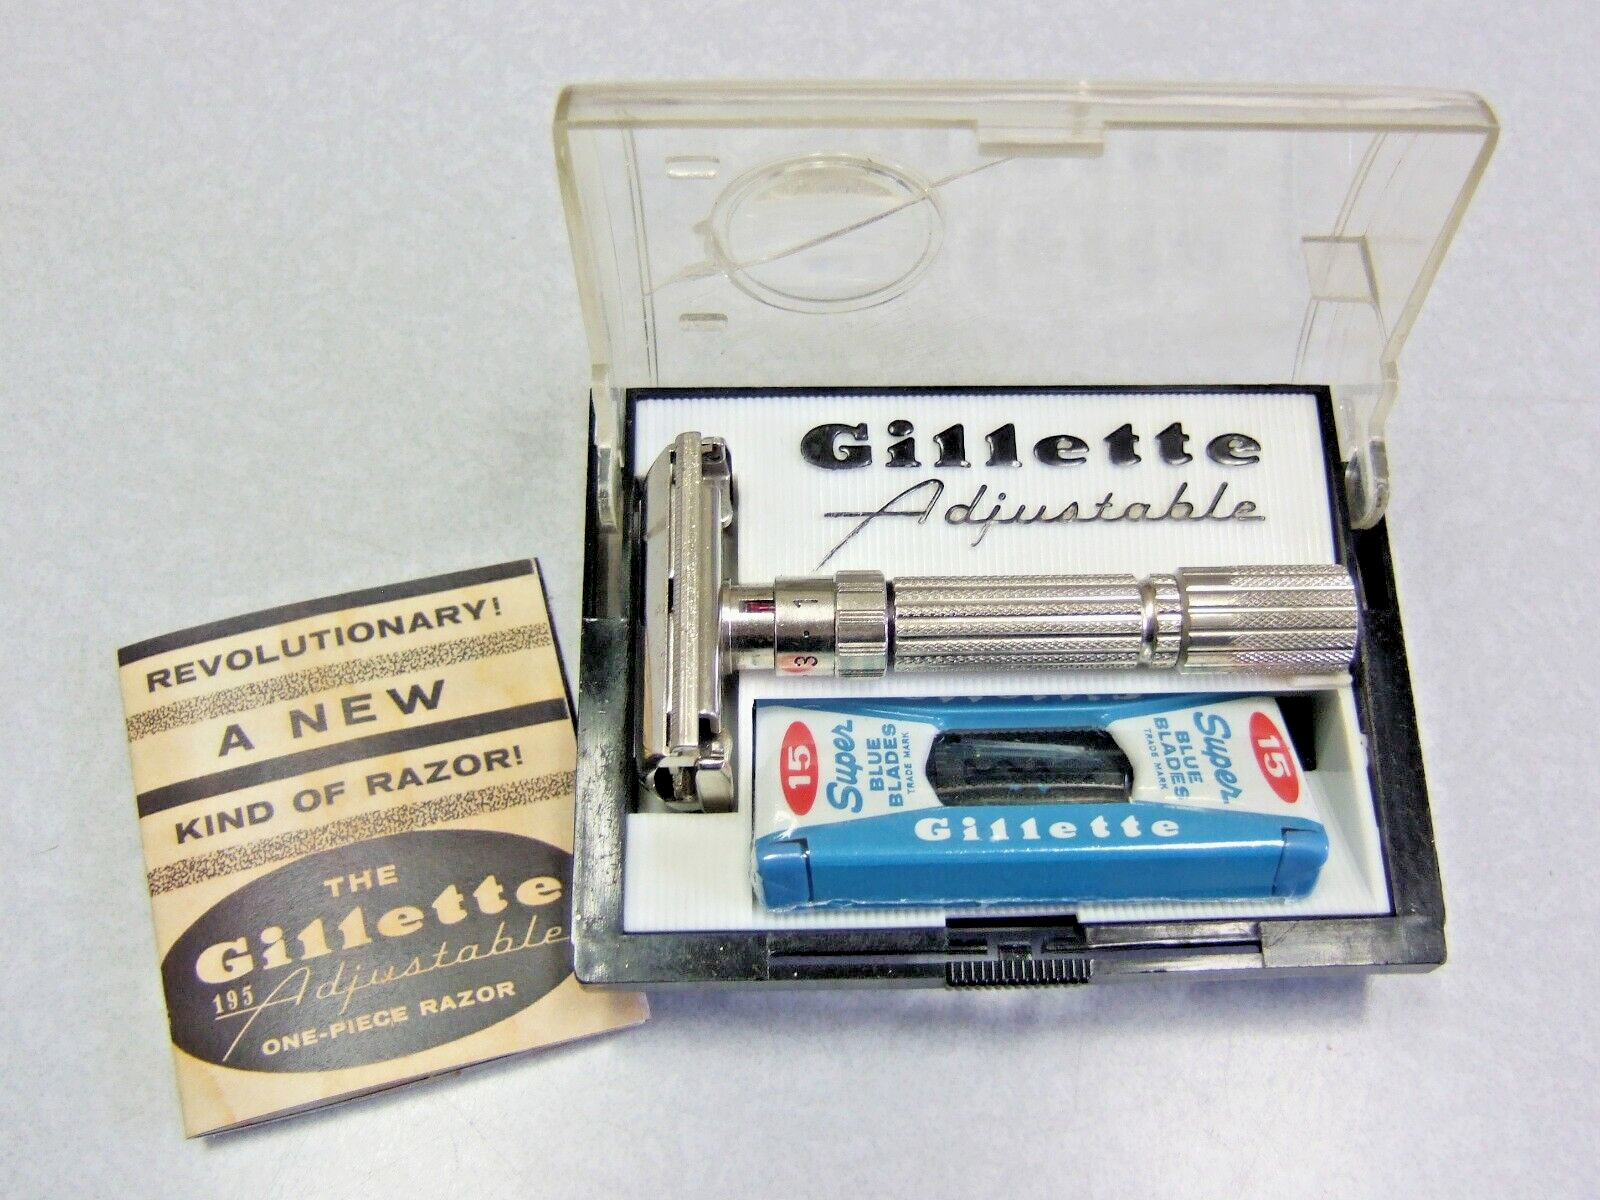 REVOLUTIONARY!
A NEW
KIND OF RAZOR!
THE
Gillette
195 Adjustable
ONE-PIECE RAZOR
Gillette
Adjustable
1
3
15
Super
BLUE
BLADES
TRADE MARK
Super
BLUE
BLADES
TRADE MARK
15
Gillette